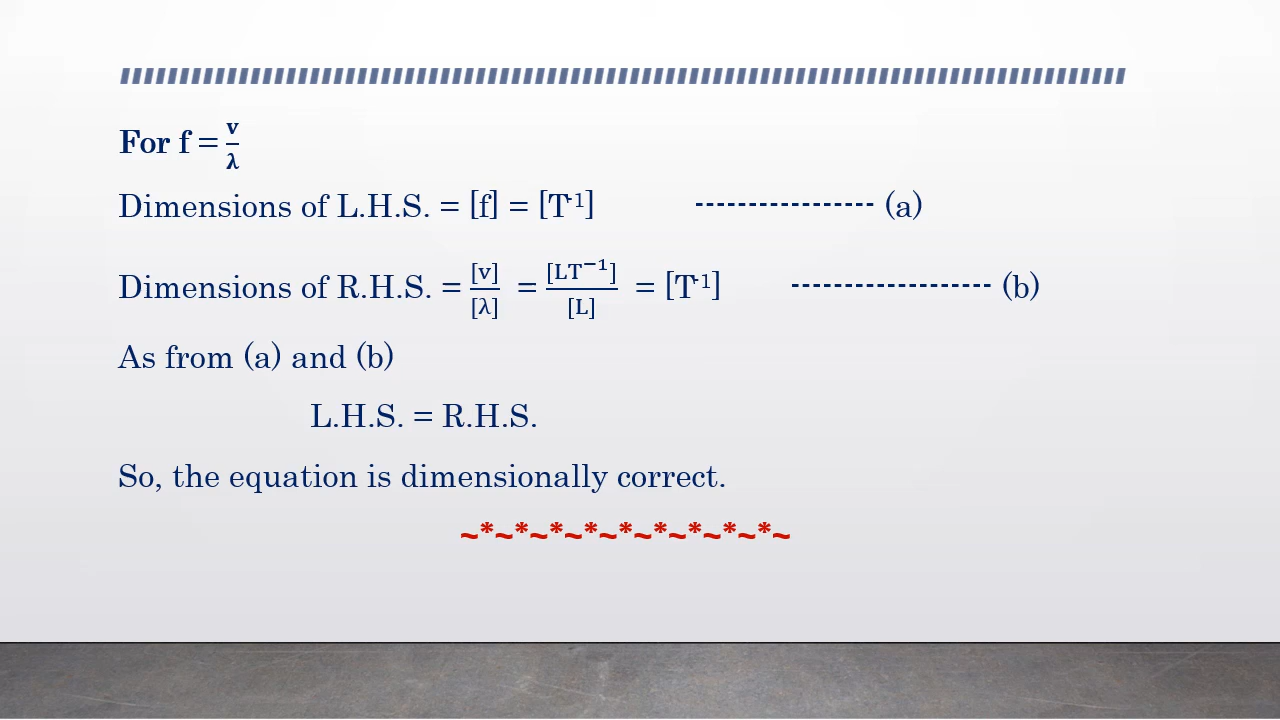 For f = v/λ
Dimensions of L.H.S. = [f] = [T⁻¹] ----------------- (a)
Dimensions of R.H.S. = [v]/[λ] = [LT⁻¹]/[L] = [T⁻¹] ------------------- (b)
As from (a) and (b)
L.H.S. = R.H.S.
So, the equation is dimensionally correct.
~*~*~*~*~*~*~*~*~*~